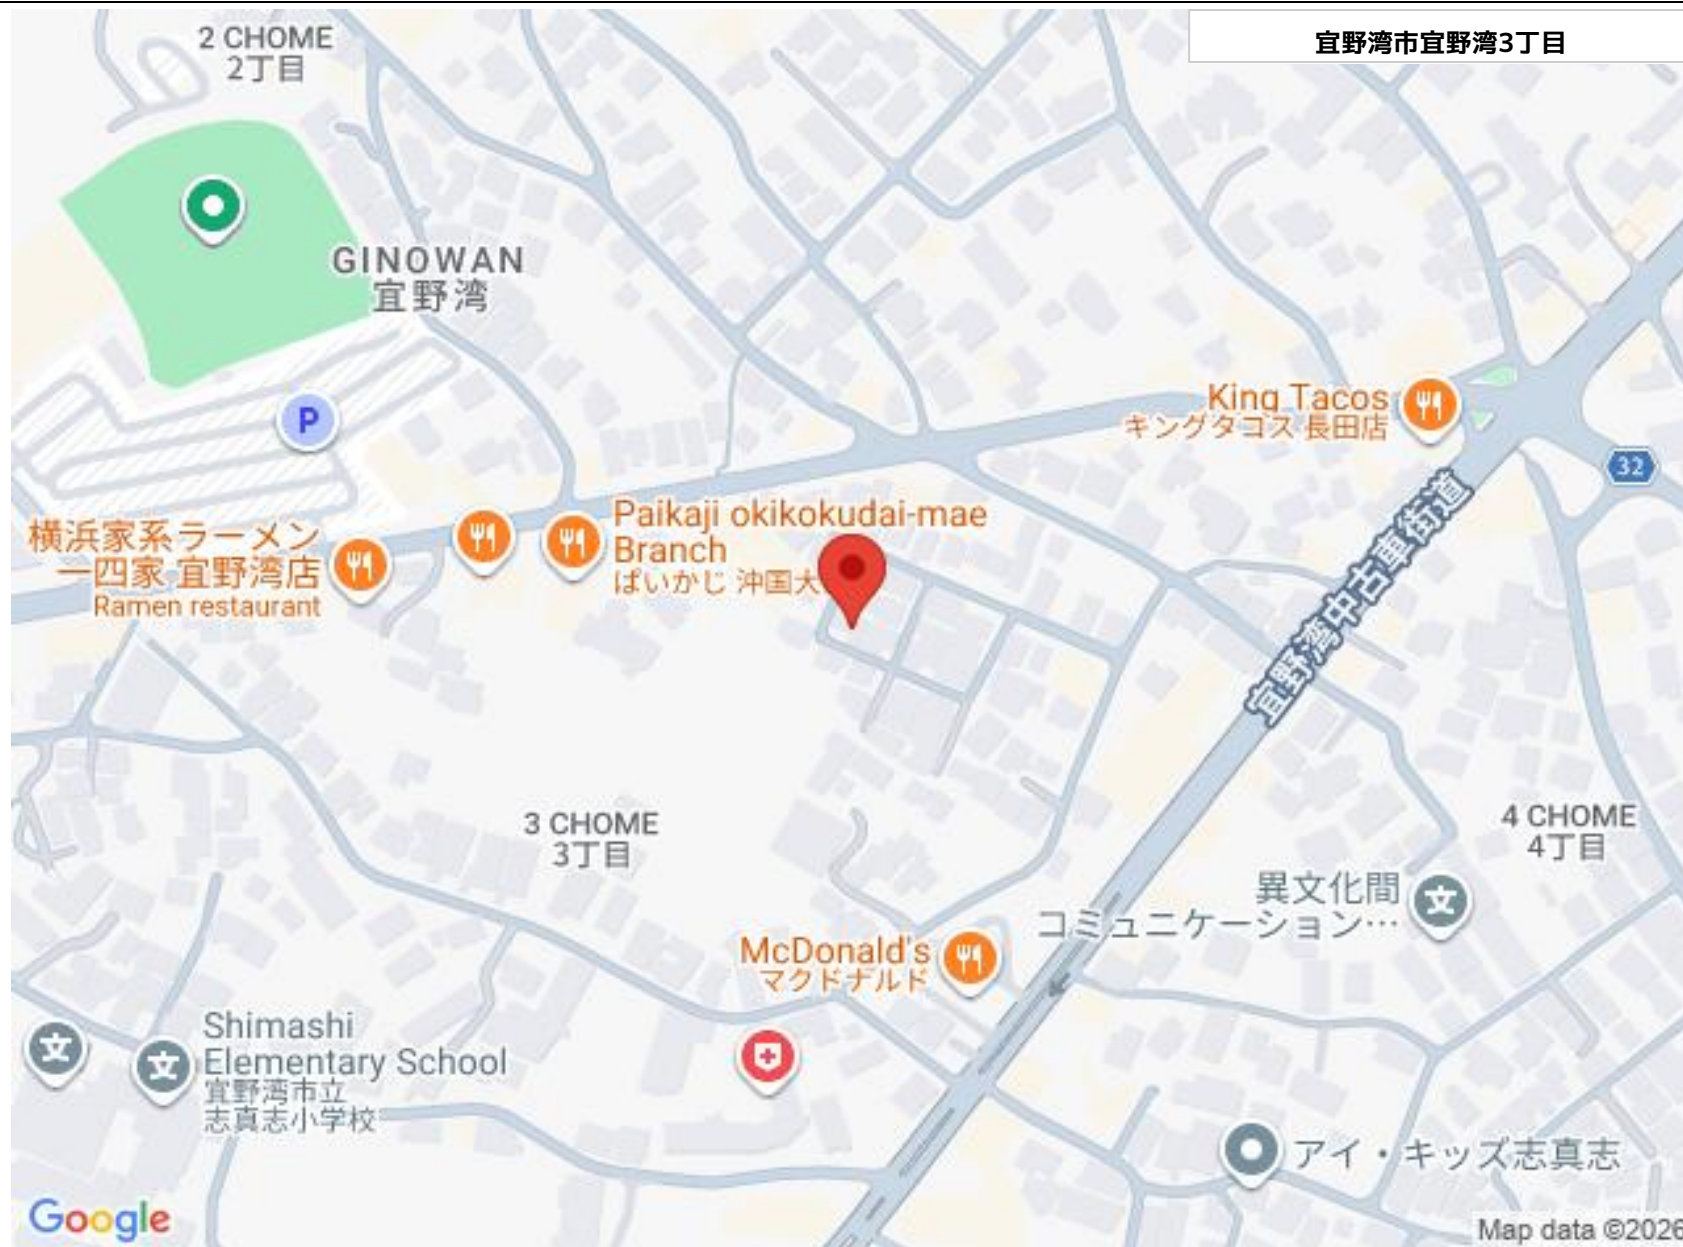 宜野湾市宜野湾3丁目
2 CHOME
2丁目
GINOWAN
宜野湾
P
King Tacos
キングタコス 長田店
32
宜野湾中古車街道
Paikaji okikokudai-mae
Branch
ぱいかじ 沖国大
横浜家系ラーメン
一四家 宜野湾店
Ramen restaurant
3 CHOME
3丁目
4 CHOME
4丁目
異文化間
コミュニケーション…
文
McDonald's
マクドナルド
文
文
Shimashi
Elementary School
宜野湾市立
志真志小学校
アイ・キッズ志真志
Google
Map data ©2026